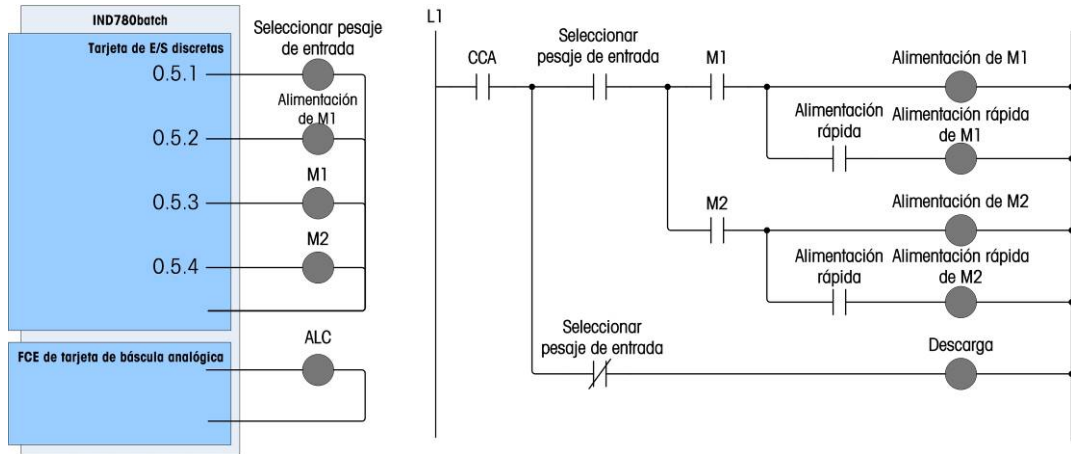 IND780batch
Tarjeta de E/S discretas
0.5.1
0.5.2
0.5.3
0.5.4
FCE de tarjeta de báscula analógica
Seleccionar pesaje
de entrada
Alimentación
de M1
M1
M2
ALC
L1
CCA
Seleccionar
pesaje de entrada
M1
Alimentación de M1
Alimentación
rápida
Alimentación rápida
de M1
M2
Alimentación de M2
Alimentación
rápida
Alimentación rápida
de M2
Seleccionar
pesaje de entrada
Descarga